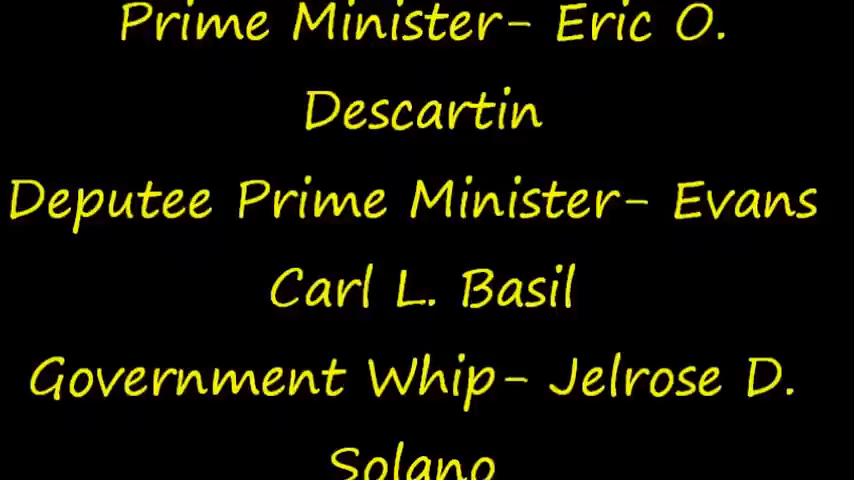 Prime Minister- Eric O.
Descartin
Deputee Prime Minister- Evans
Carl L. Basil
Government Whip- Jelrose D.
Solano